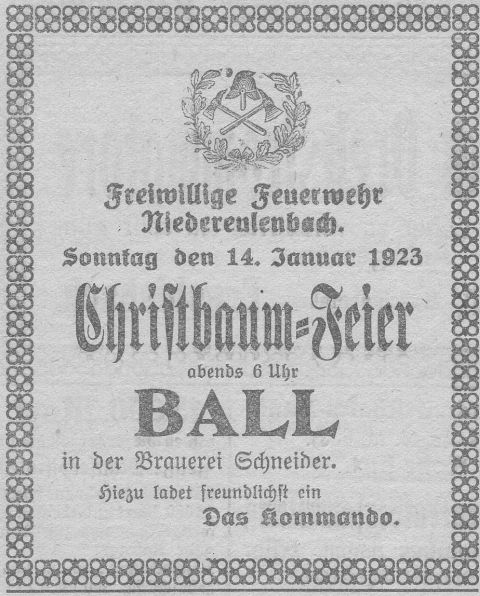 Freiwillige Feuerwehr
Niedereulenbach.
Sonntag den 14. Januar 1923
Christbaum=Feier
abends 6 Uhr
BALL
in der Brauerei Schneider.
Hiezu ladet freundlichst ein
Das Kommando.